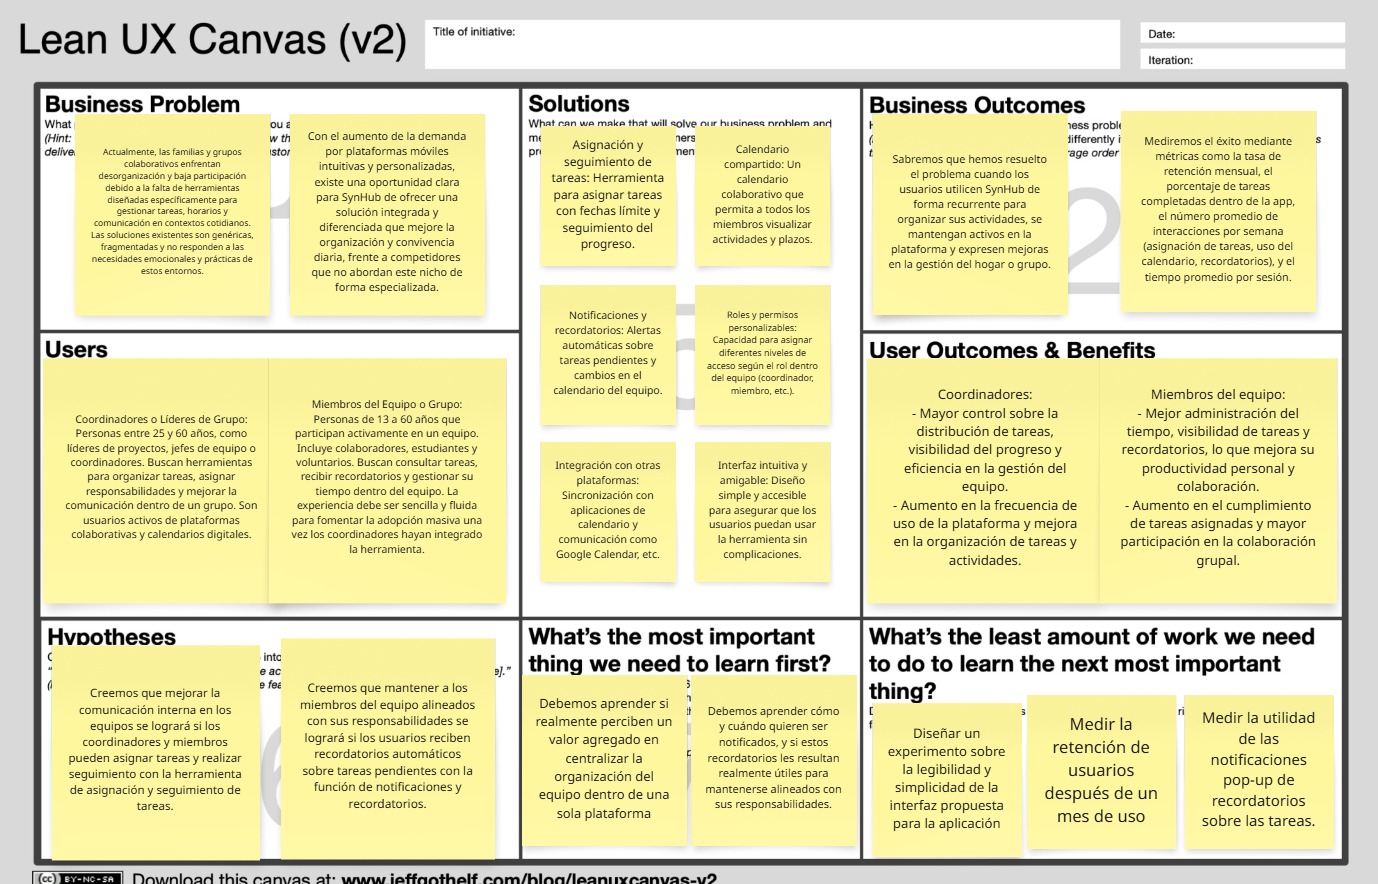 Lean UX Canvas (v2)
Title of initiative:
Date:
Iteration:
Business Problem
What
(Hint:
Actualmente, las familias y grupos
colaborativos enfrentan
desorganización y baja participación
debido a la falta de herramientas
diseñadas específicamente para
gestionar tareas, horarios y
comunicación en contextos cotidianos.
Las soluciones existentes son genéricas,
fragmentadas y no responden a las
necesidades emocionales y prácticas de
estos entornos.
Con el aumento de la demanda
por plataformas móviles
intuitivas y personalizadas,
existe una oportunidad clara
para SynHub de ofrecer una
solución integrada y
diferenciada que mejore la
organización y convivencia
diaria, frente a competidores
que no abordan este nicho de
forma especializada.
Solutions
What can we make that will solve our business problem and
Asignación y
seguimiento de
tareas: Herramienta
para asignar tareas
con fechas límite y
seguimiento del
progreso.
Calendario
compartido: Un
calendario
colaborativo que
permita a todos los
miembros visualizar
actividades y plazos.
Notificaciones y
recordatorios: Alertas
automáticas sobre
tareas pendientes y
cambios en el
calendario del equipo.
Roles y permisos
personalizables:
Capacidad para asignar
diferentes niveles de
acceso según el rol dentro
del equipo (coordinador,
miembro, etc.).
Integración con otras
plataformas:
Sincronización con
aplicaciones de
calendario y
comunicación como
Google Calendar, etc.
Interfaz intuitiva y
amigable: Diseño
simple y accesible
para asegurar que los
usuarios puedan usar
la herramienta sin
complicaciones.
Business Outcomes
Sabremos que hemos resuelto
el problema cuando los
usuarios utilicen SynHub de
forma recurrente para
organizar sus actividades, se
mantengan activos en la
plataforma y expresen mejoras
en la gestión del hogar o grupo.
2
Mediremos el éxito mediante
métricas como la tasa de
retención mensual, el
porcentaje de tareas
completadas dentro de la app,
el número promedio de
interacciones por semana
(asignación de tareas, uso del
calendario, recordatorios), y el
tiempo promedio por sesión.
Users
Coordinadores o Líderes de Grupo:
Personas entre 25 y 60 años, como
líderes de proyectos, jefes de equipo o
coordinadores. Buscan herramientas
para organizar tareas, asignar
responsabilidades y mejorar la
comunicación dentro de un grupo. Son
usuarios activos de plataformas
colaborativas y calendarios digitales.
Miembros del Equipo o Grupo:
Personas de 13 a 60 años que
participan activamente en un equipo.
Incluye colaboradores, estudiantes y
voluntarios. Buscan consultar tareas,
recibir recordatorios y gestionar su
tiempo dentro del equipo. La
experiencia debe ser sencilla y fluida
para fomentar la adopción masiva una
vez los coordinadores hayan integrado
la herramienta.
User Outcomes & Benefits
Coordinadores:
- Mayor control sobre la
distribución de tareas,
visibilidad del progreso y
eficiencia en la gestión del
equipo.
- Aumento en la frecuencia de
uso de la plataforma y mejora
en la organización de tareas y
actividades.
Miembros del equipo:
- Mejor administración del
tiempo, visibilidad de tareas y
recordatorios, lo que mejora su
productividad personal y
colaboración.
- Aumento en el cumplimiento
de tareas asignadas y mayor
participación en la colaboración
grupal.
Hypotheses
Creemos que mejorar la
comunicación interna en los
equipos se logrará si los
coordinadores y miembros
pueden asignar tareas y realizar
seguimiento con la herramienta
de asignación y seguimiento de
tareas.
Creemos que mantener a los
miembros del equipo alineados
con sus responsabilidades se
logrará si los usuarios reciben
recordatorios automáticos
sobre tareas pendientes con la
función de notificaciones y
recordatorios.
What's the most important
thing we need to learn first?
Debemos aprender si
realmente perciben un
valor agregado en
centralizar la
organización del
equipo dentro de una
sola plataforma
Debemos aprender cómo
y cuándo quieren ser
notificados, y si estos
recordatorios les resultan
realmente útiles para
mantenerse alineados con
sus responsabilidades.
What's the least amount of work we need
to do to learn the next most important
thing?
Diseñar un
experimento sobre
la legibilidad y
simplicidad de la
interfaz propuesta
para la aplicación
Medir la
retención de
usuarios
después de un
mes de uso
Medir la utilidad
de las
notificaciones
pop-up de
recordatorios
sobre las tareas.
(cc) BY-NC-SA
Download this canvas at: www.jeffgothelf.com/blog/leanuxcanvas-v2